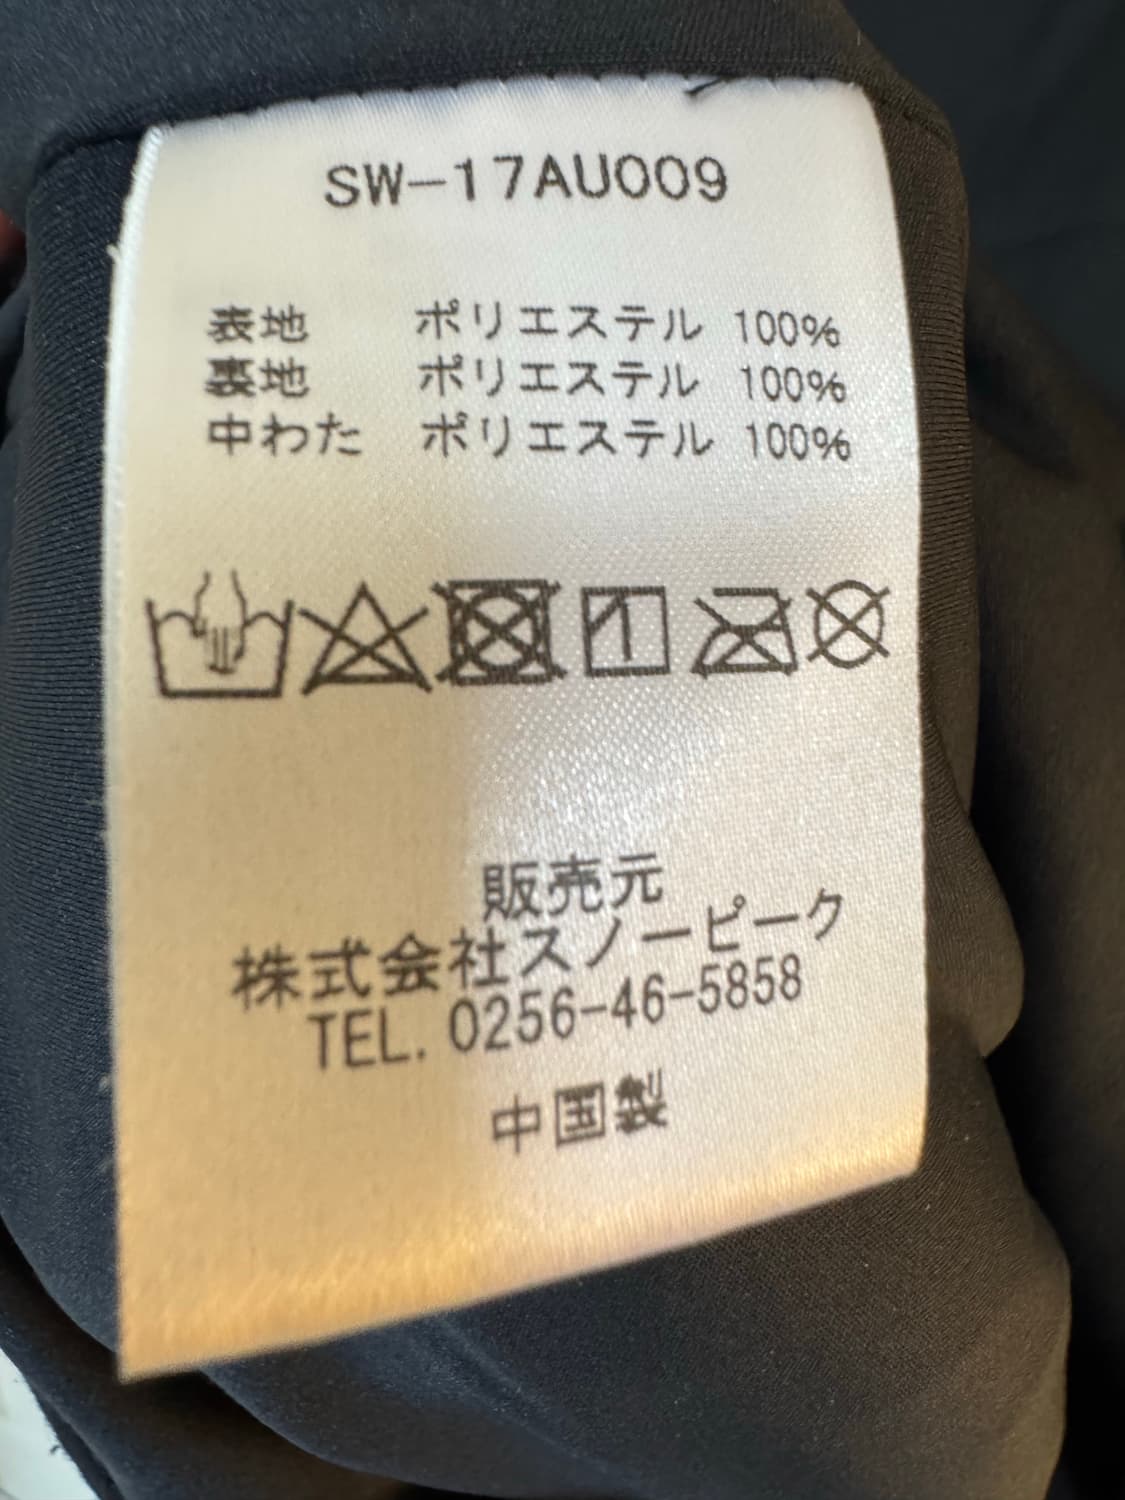 SW-17AU009
表地 ポリエステル 100%
裏地 ポリエステル 100%
中わた ポリエステル 100%
販売元
株式会社スノーピーク
TEL. 0256-46-5858
中国製